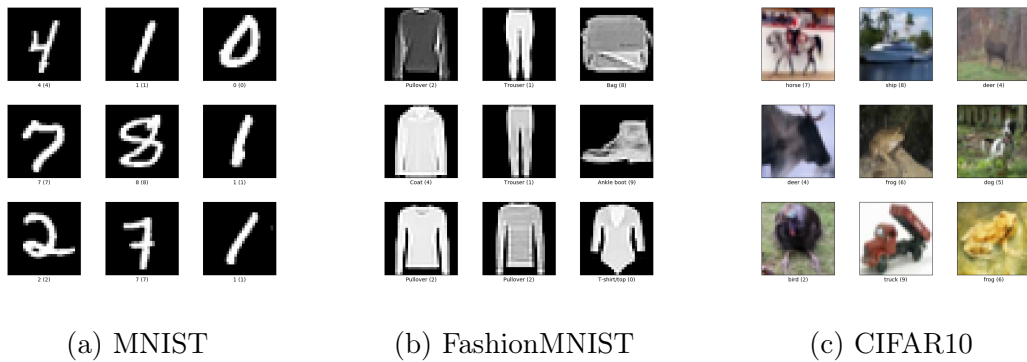 4 (4) 1 (1) 0 (0) Pullover (2) Trouser (1) Bag (8) horse (7) ship (8) deer (4)
7 (7) 8 (8) 1 (1) Coat (4) Trouser (1) Ankle boot (9) deer (4) frog (6) dog (5)
2 (2) 7 (7) 1 (1) Pullover (2) Pullover (2) T-shirt/top (0) bird (2) truck (9) frog (6)
(a) MNIST (b) FashionMNIST (c) CIFAR10